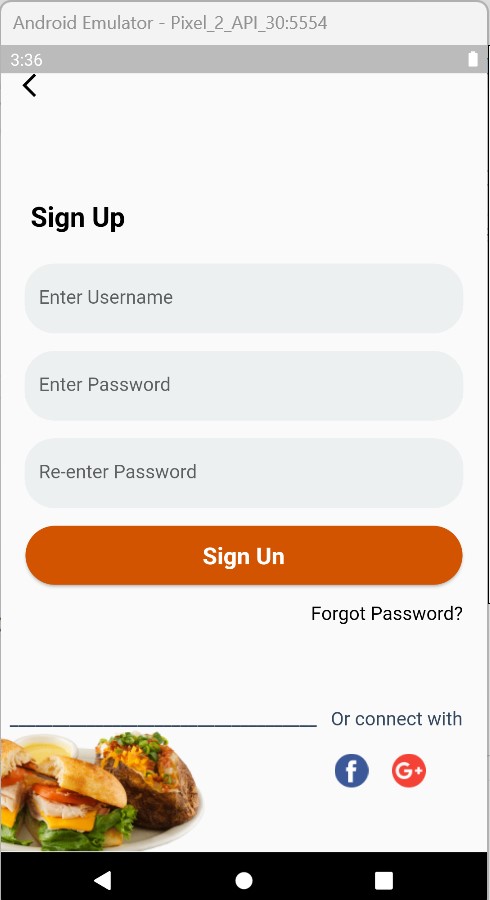 Android Emulator - Pixel_2_API_30:5554
3:36
Sign Up
Enter Username
Enter Password
Re-enter Password
Sign Un
Forgot Password?
Or connect with
f G+